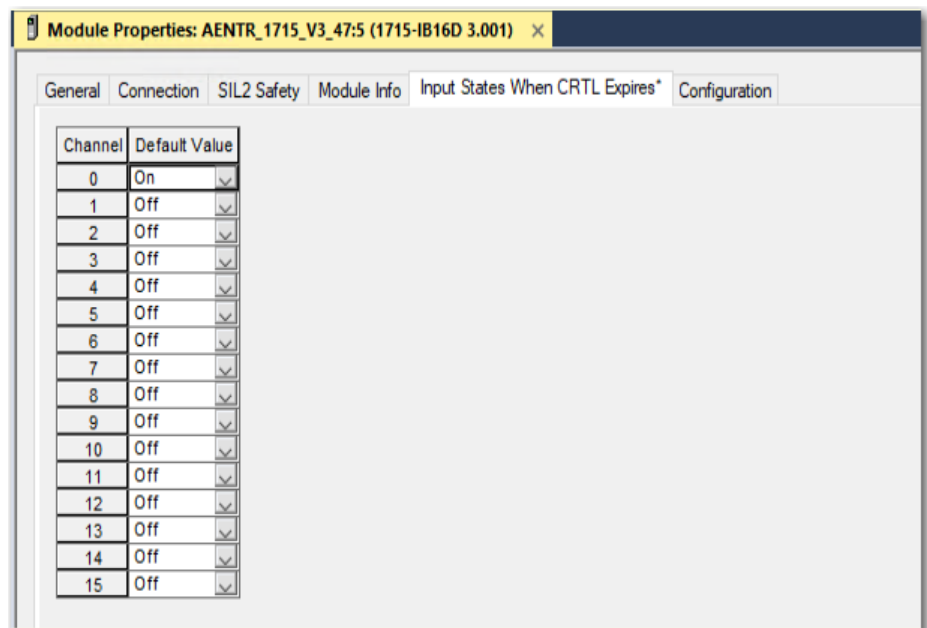 Module Properties: AENTR_1715_V3_47:5 (1715-IB16D 3.001) ×
General Connection SIL2 Safety Module Info Input States When CRTL Expires* Configuration
Channel Default Value
0 On
1 Off
2 Off
3 Off
4 Off
5 Off
6 Off
7 Off
8 Off
9 Off
10 Off
11 Off
12 Off
13 Off
14 Off
15 Off